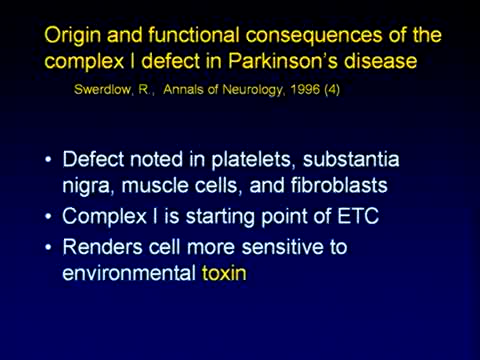 Origin and functional consequences of the
complex I defect in Parkinson's disease
Swerdlow, R., Annals of Neurology, 1996 (4)
• Defect noted in platelets, substantia
nigra, muscle cells, and fibroblasts
• Complex I is starting point of ETC
• Renders cell more sensitive to
environmental toxin